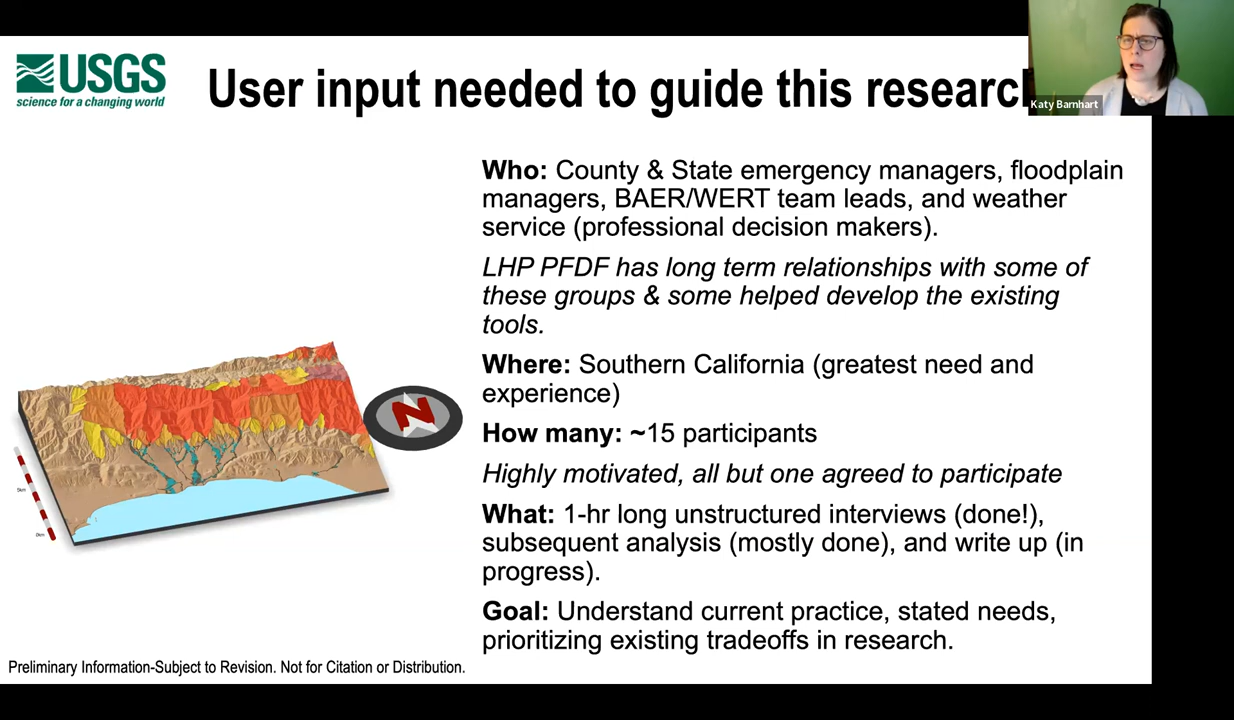 USGS
science for a changing world
User input needed to guide this researc
Katy Barnhart
Who: County & State emergency managers, floodplain
managers, BAER/WERT team leads, and weather
service (professional decision makers).
LHP PFDF has long term relationships with some of
these groups & some helped develop the existing
tools.
Where: Southern California (greatest need and
experience)
How many: ~15 participants
Highly motivated, all but one agreed to participate
What: 1-hr long unstructured interviews (done!),
subsequent analysis (mostly done), and write up (in
progress).
Goal: Understand current practice, stated needs,
prioritizing existing tradeoffs in research.
N
Preliminary Information-Subject to Revision. Not for Citation or Distribution.